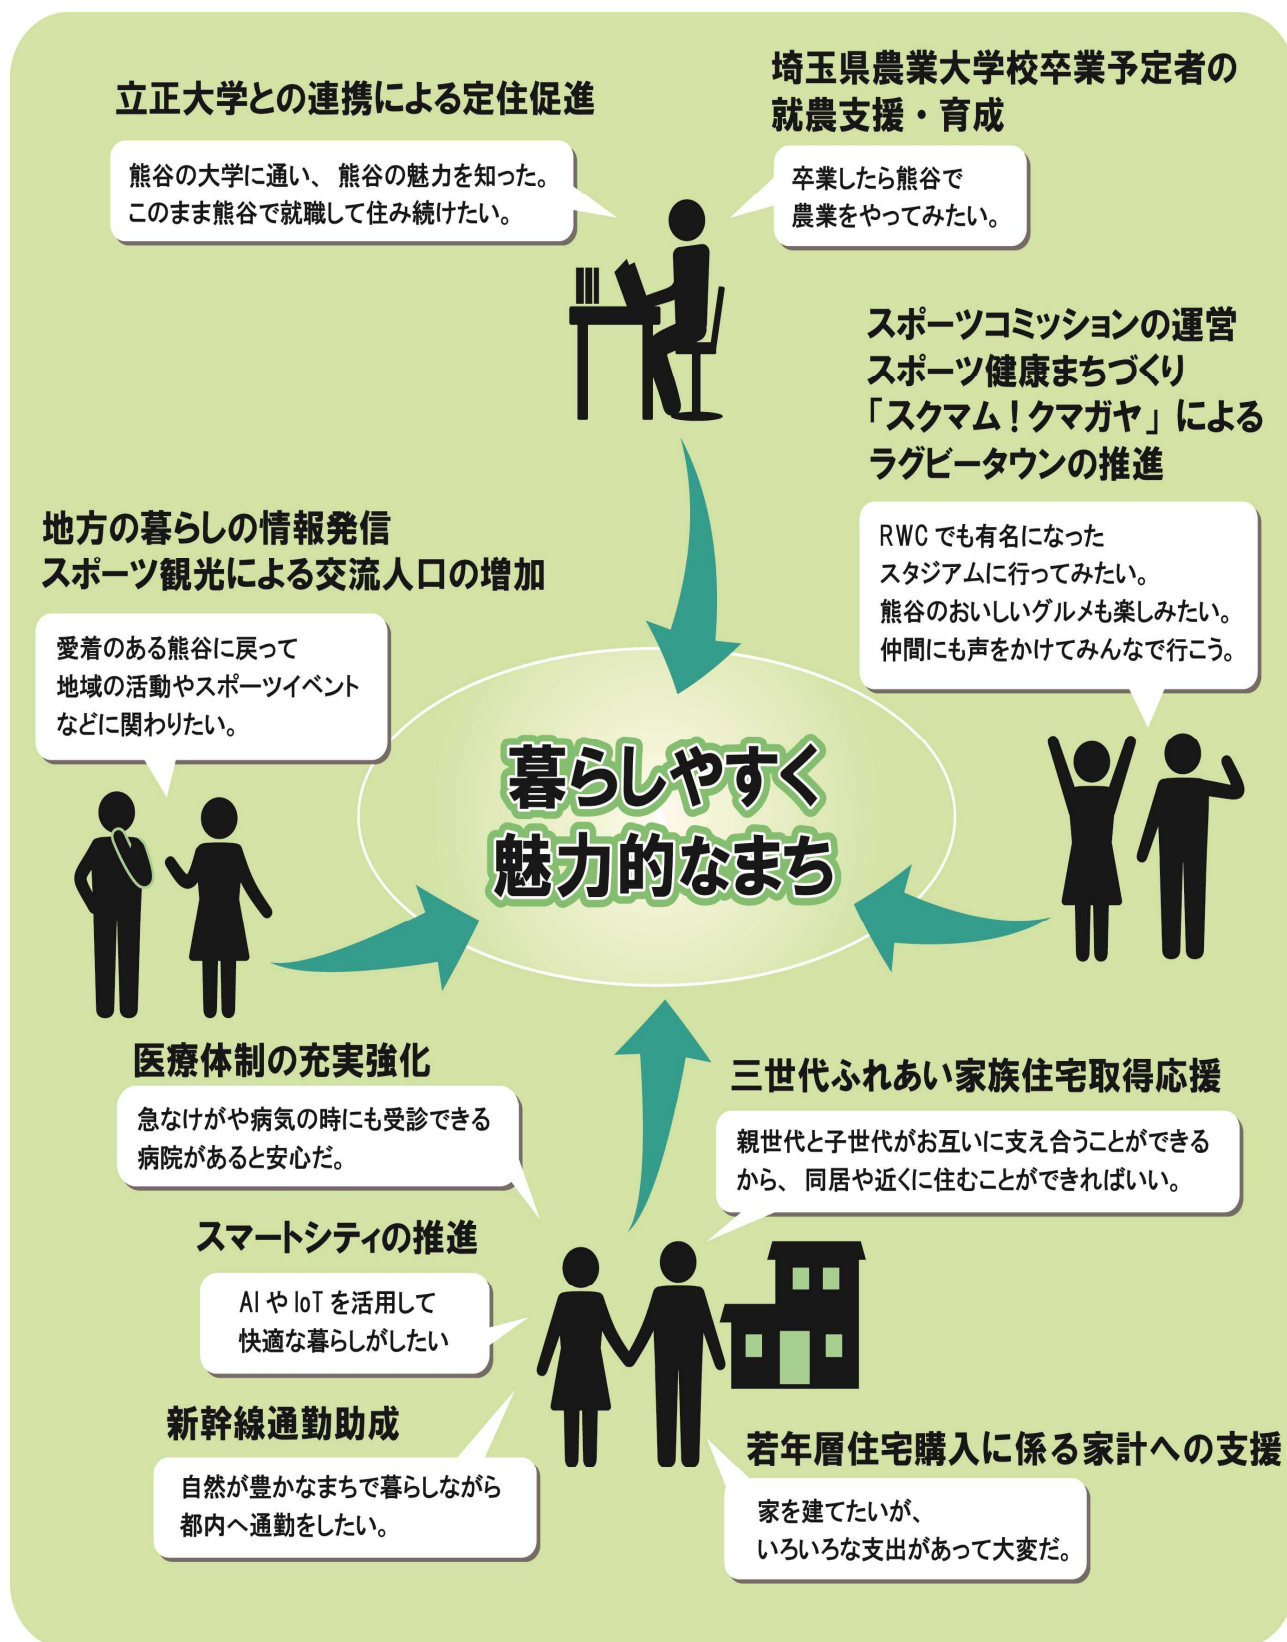 立正大学との連携による定住促進
熊谷の大学に通い、熊谷の魅力を知った。
このまま熊谷で就職して住み続けたい。
埼玉県農業大学校卒業予定者の
就農支援・育成
卒業したら熊谷で
農業をやってみたい。
スポーツコミッションの運営
スポーツ健康まちづくり
「スクマム！クマガヤ」による
ラグビータウンの推進
RWCでも有名になった
スタジアムに行ってみたい。
熊谷のおいしいグルメも楽しみたい。
仲間にも声をかけてみんなで行こう。
地方の暮らしの情報発信
スポーツ観光による交流人口の増加
愛着のある熊谷に戻って
地域の活動やスポーツイベント
などに関わりたい。
暮らしやすく
魅力的なまち
医療体制の充実強化
急なけがや病気の時にも受診できる
病院があると安心だ。
三世代ふれあい家族住宅取得応援
親世代と子世代がお互いに支え合うことができる
から、同居や近くに住むことができればいい。
スマートシティの推進
AIやIoTを活用して
快適な暮らしがしたい
新幹線通勤助成
自然が豊かなまちで暮らしながら
都内へ通勤をしたい。
若年層住宅購入に係る家計への支援
家を建てたいが、
いろいろな支出があって大変だ。